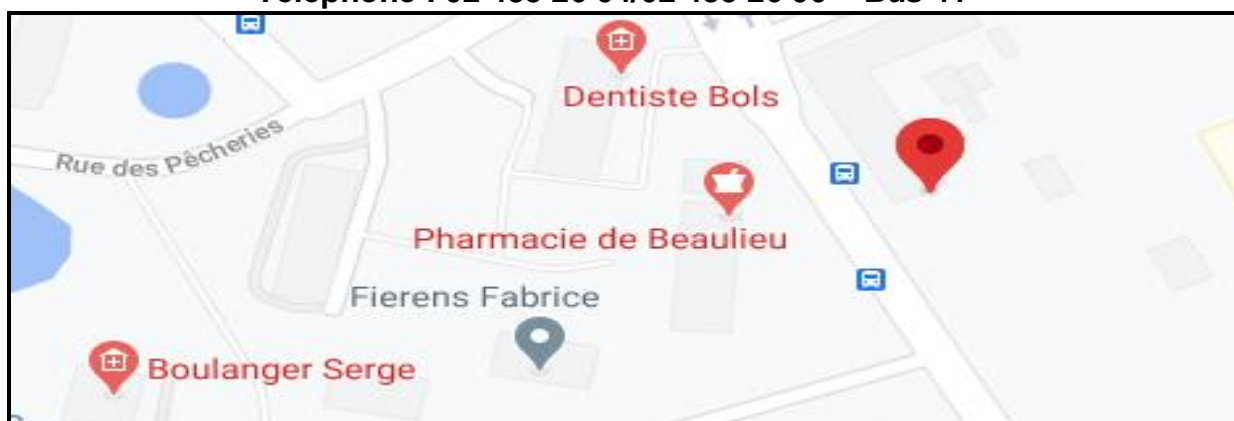 Dentiste Bols
Rue des Pêcheries
Pharmacie de Beaulieu
Fierens Fabrice
Boulanger Serge